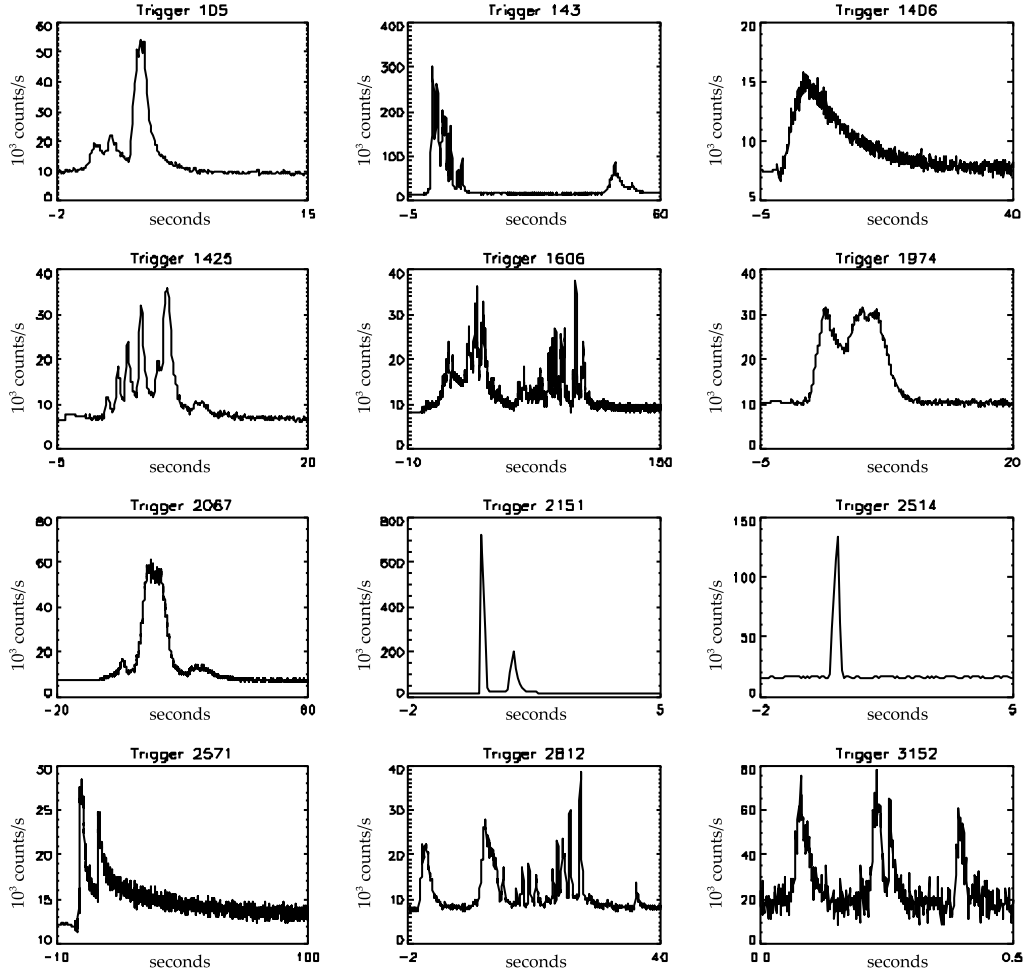 Trigger 105
60
50
40
30
20
10
0
10³ counts/s
-2
15
seconds
Trigger 143
400
300
200
100
0
10³ counts/s
-5
60
seconds
Trigger 1406
20
15
10
5
10³ counts/s
-5
40
seconds
Trigger 1425
40
30
20
10
0
10³ counts/s
-5
20
seconds
Trigger 1606
40
30
20
10
0
10³ counts/s
-10
150
seconds
Trigger 1974
40
30
20
10
0
10³ counts/s
-5
20
seconds
Trigger 2067
80
60
40
20
0
10³ counts/s
-20
60
seconds
Trigger 2151
800
600
400
200
0
10³ counts/s
-2
5
seconds
Trigger 2514
150
100
50
0
10³ counts/s
-2
5
seconds
Trigger 2571
30
25
20
15
10
10³ counts/s
-10
100
seconds
Trigger 2812
40
30
20
10
0
10³ counts/s
-2
40
seconds
Trigger 3152
80
60
40
20
0
10³ counts/s
0.0
0.5
seconds